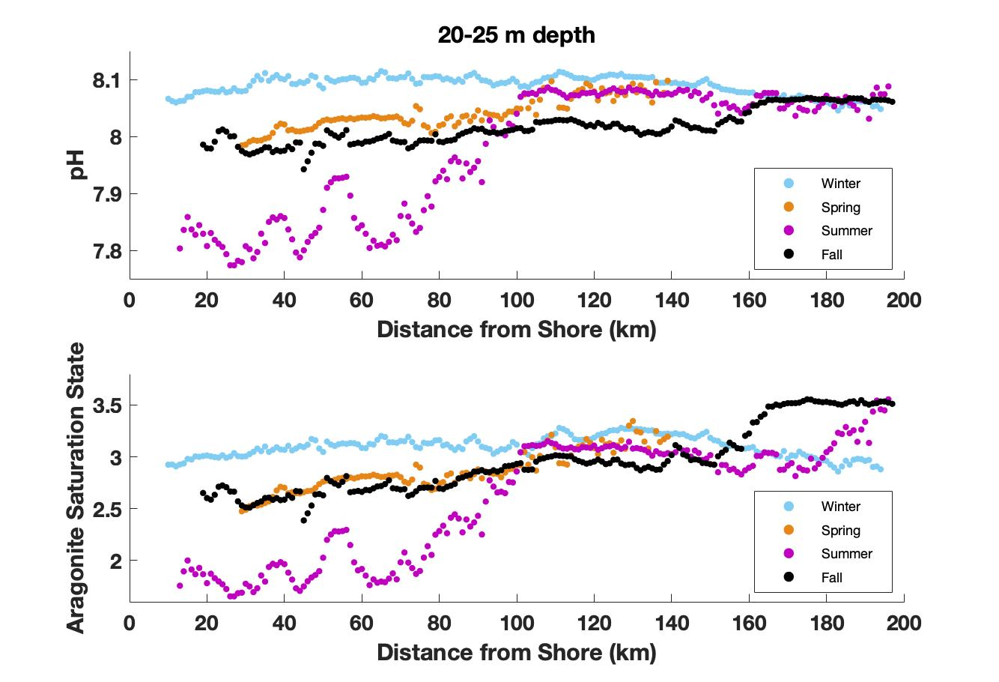 20-25 m depth
8.1
8
7.9
7.8
pH
0 20 40 60 80 100 120 140 160 180 200
Distance from Shore (km)
Winter
Spring
Summer
Fall
3.5
3
2.5
2
Aragonite Saturation State
0 20 40 60 80 100 120 140 160 180 200
Distance from Shore (km)
Winter
Spring
Summer
Fall